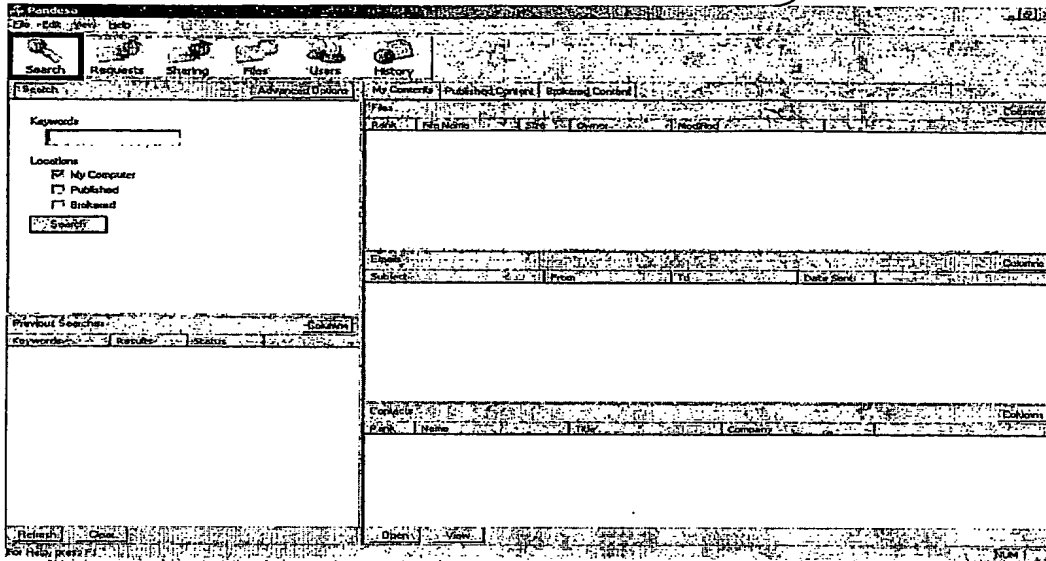 Pandesa
File Edit View Help
Search Requests Sharing Files Users History
Search Advanced Options
Keywords
Locations
My Computer
Published
Brokered
Search
Previous Searches Columns
Keywords Results Status
Refresh Clear
My Contents Published Content Brokered Content
Files Columns
Rank File Name Size Owner Modified
Emails Columns
Subject From To Date Sent
Contacts Columns
Rank Name Title Company
Open View
For Help, press F1
NUM